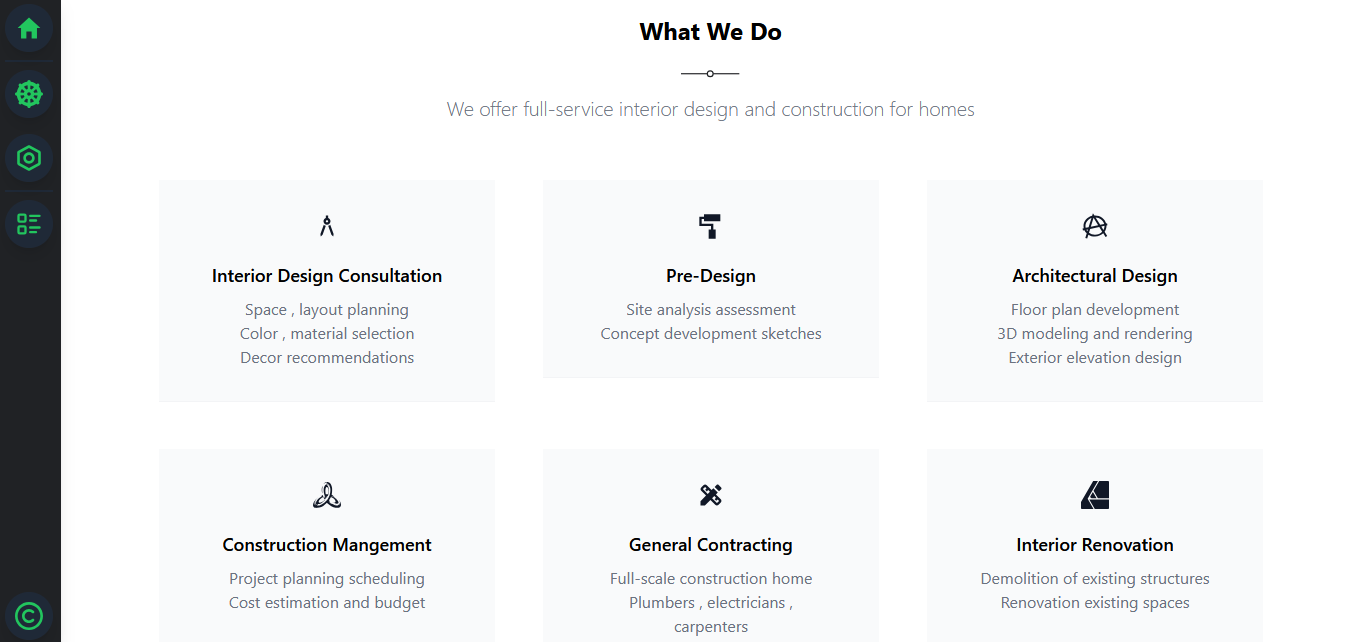 What We Do
We offer full-service interior design and construction for homes
Interior Design Consultation
Space , layout planning
Color , material selection
Decor recommendations
Pre-Design
Site analysis assessment
Concept development sketches
Architectural Design
Floor plan development
3D modeling and rendering
Exterior elevation design
Construction Mangement
Project planning scheduling
Cost estimation and budget
General Contracting
Full-scale construction home
Plumbers , electricians ,
carpenters
Interior Renovation
Demolition of existing structures
Renovation existing spaces